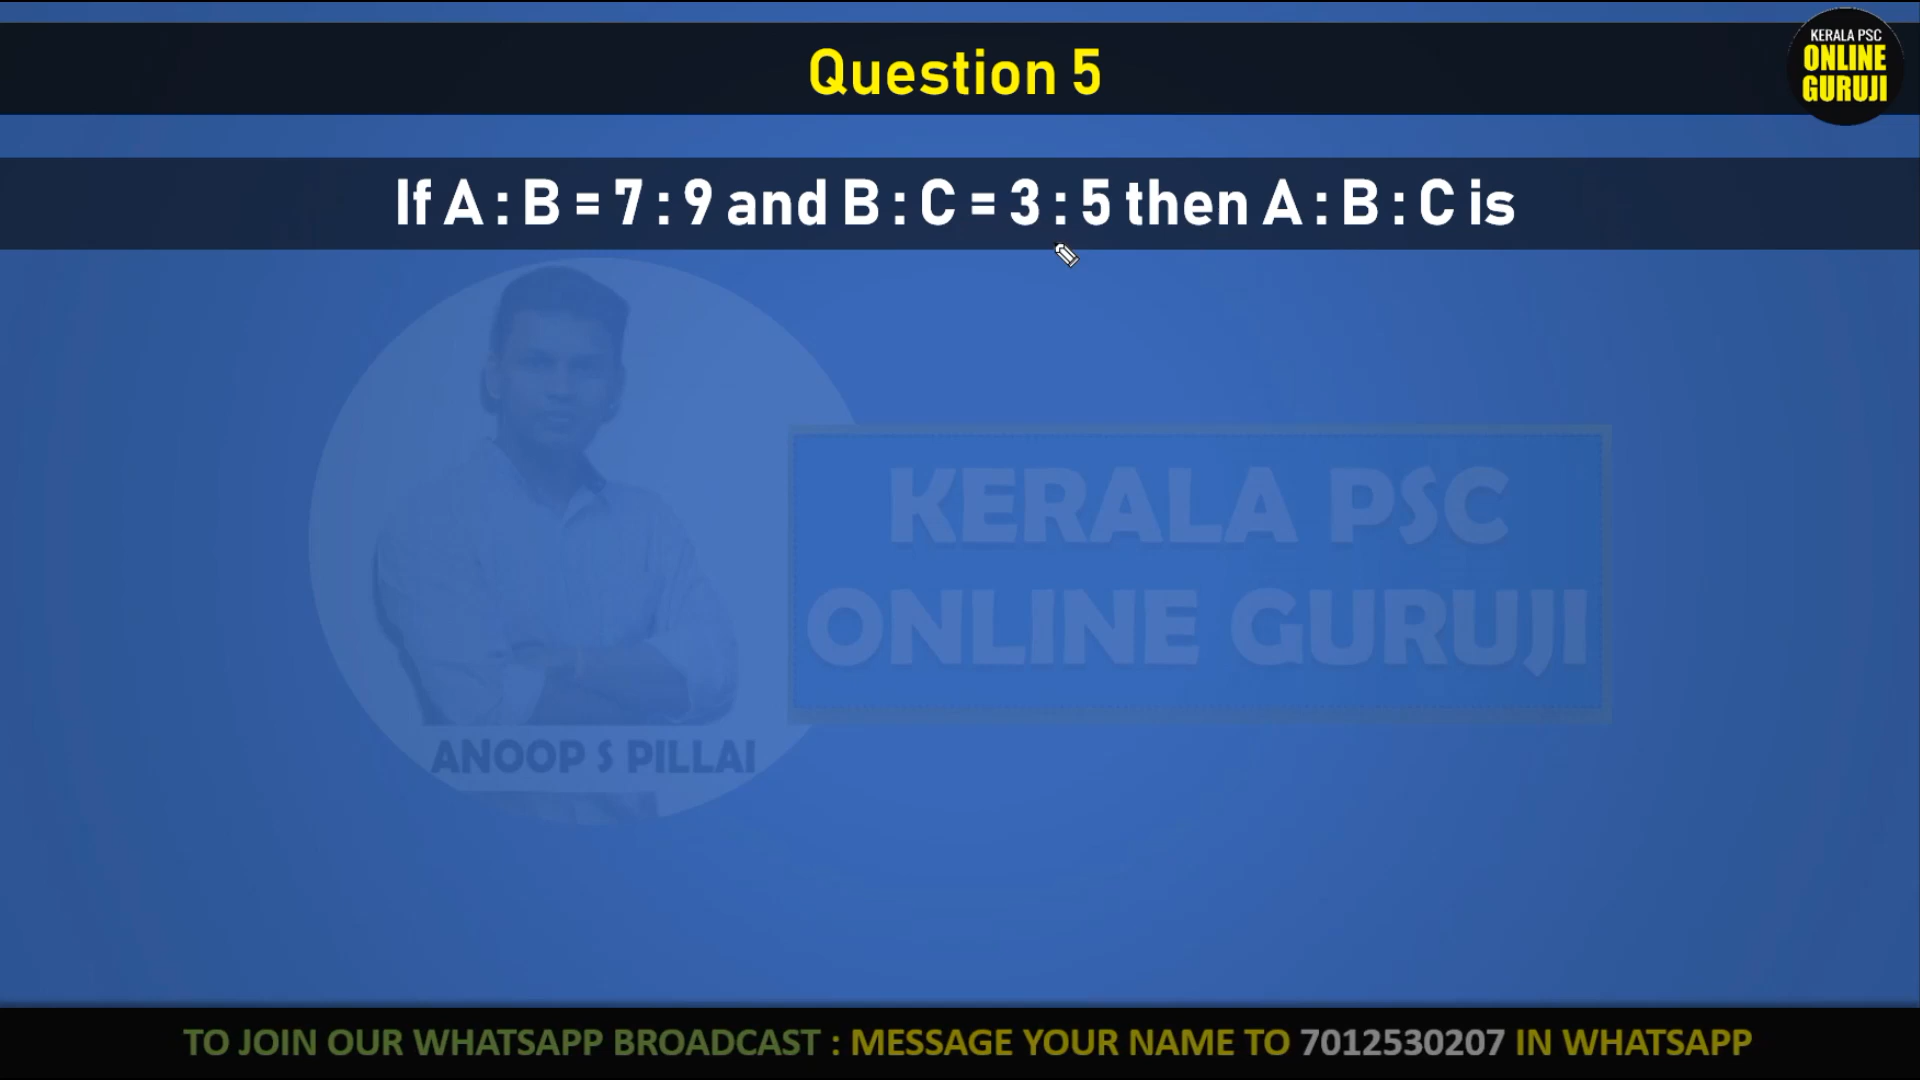 Question 5
KERALA PSC
ONLINE
GURUJI
If A : B = 7 : 9 and B : C = 3 : 5 then A : B : C is
KERALA PSC
ONLINE GURUJI
ANOOP S PILLAI
TO JOIN OUR WHATSAPP BROADCAST : MESSAGE YOUR NAME TO 7012530207 IN WHATSAPP